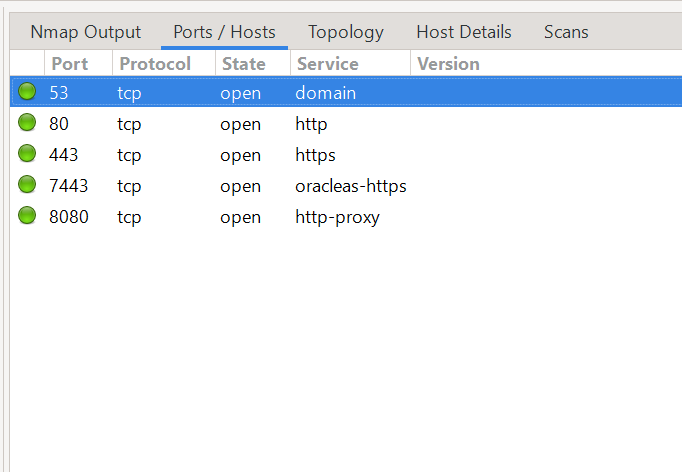 Nmap Output Ports / Hosts Topology Host Details Scans
Port Protocol State Service Version
53 tcp open domain
80 tcp open http
443 tcp open https
7443 tcp open oracleas-https
8080 tcp open http-proxy